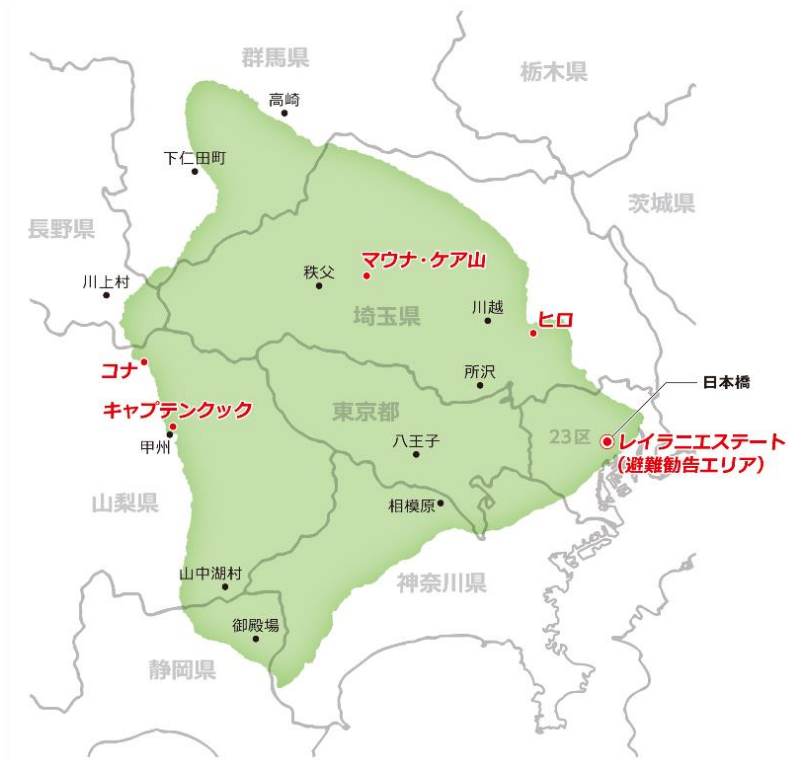 群馬県
栃木県
高崎
下仁田町
茨城県
長野県
マウナ・ケア山
秩父
川上村
川越
埼玉県
ヒロ
コナ
所沢
日本橋
キャプテンクック
東京都
甲州
八王子
23区
レイラニエステート
（避難勧告エリア）
山梨県
相模原
山中湖村
神奈川県
御殿場
静岡県